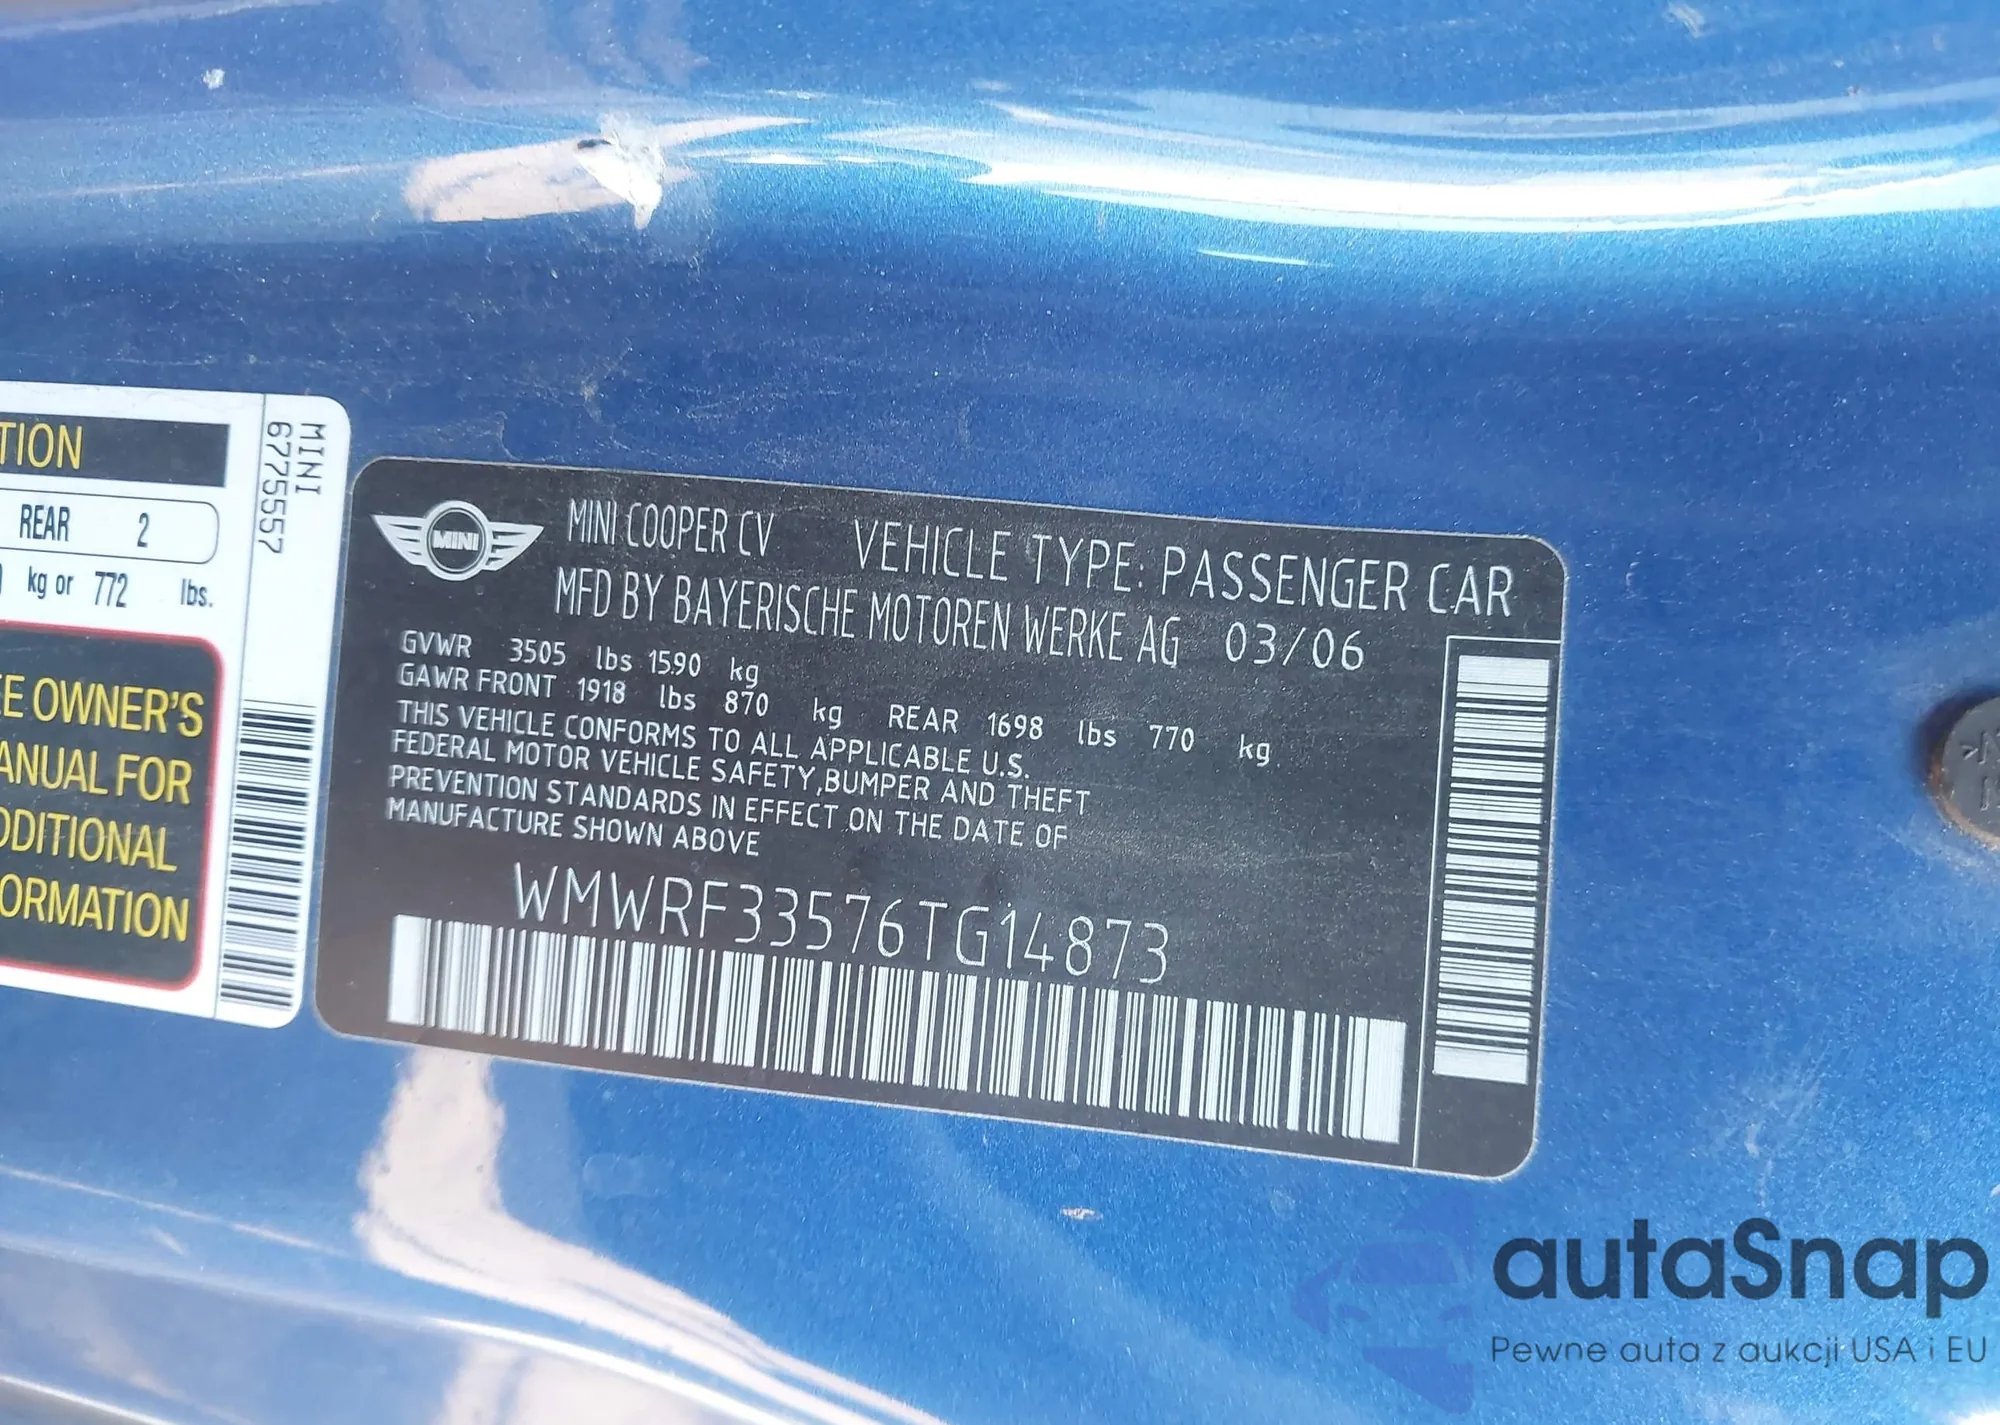 TION
REAR 2
kg or 772 lbs.
E OWNER'S
ANUAL FOR
DDITIONAL
ORMATION
MINI
6775557
MINI
MINI COOPER CV VEHICLE TYPE: PASSENGER CAR
MFD BY BAYERISCHE MOTOREN WERKE AG 03/06
GVWR 3505 lbs 1590 kg
GAWR FRONT 1918 lbs 870 kg REAR 1698 lbs 770 kg
THIS VEHICLE CONFORMS TO ALL APPLICABLE U.S.
FEDERAL MOTOR VEHICLE SAFETY,BUMPER AND THEFT
PREVENTION STANDARDS IN EFFECT ON THE DATE OF
MANUFACTURE SHOWN ABOVE
WMWRF33576TG14873
autaSnap
Pewne auta z aukcji USA i EU